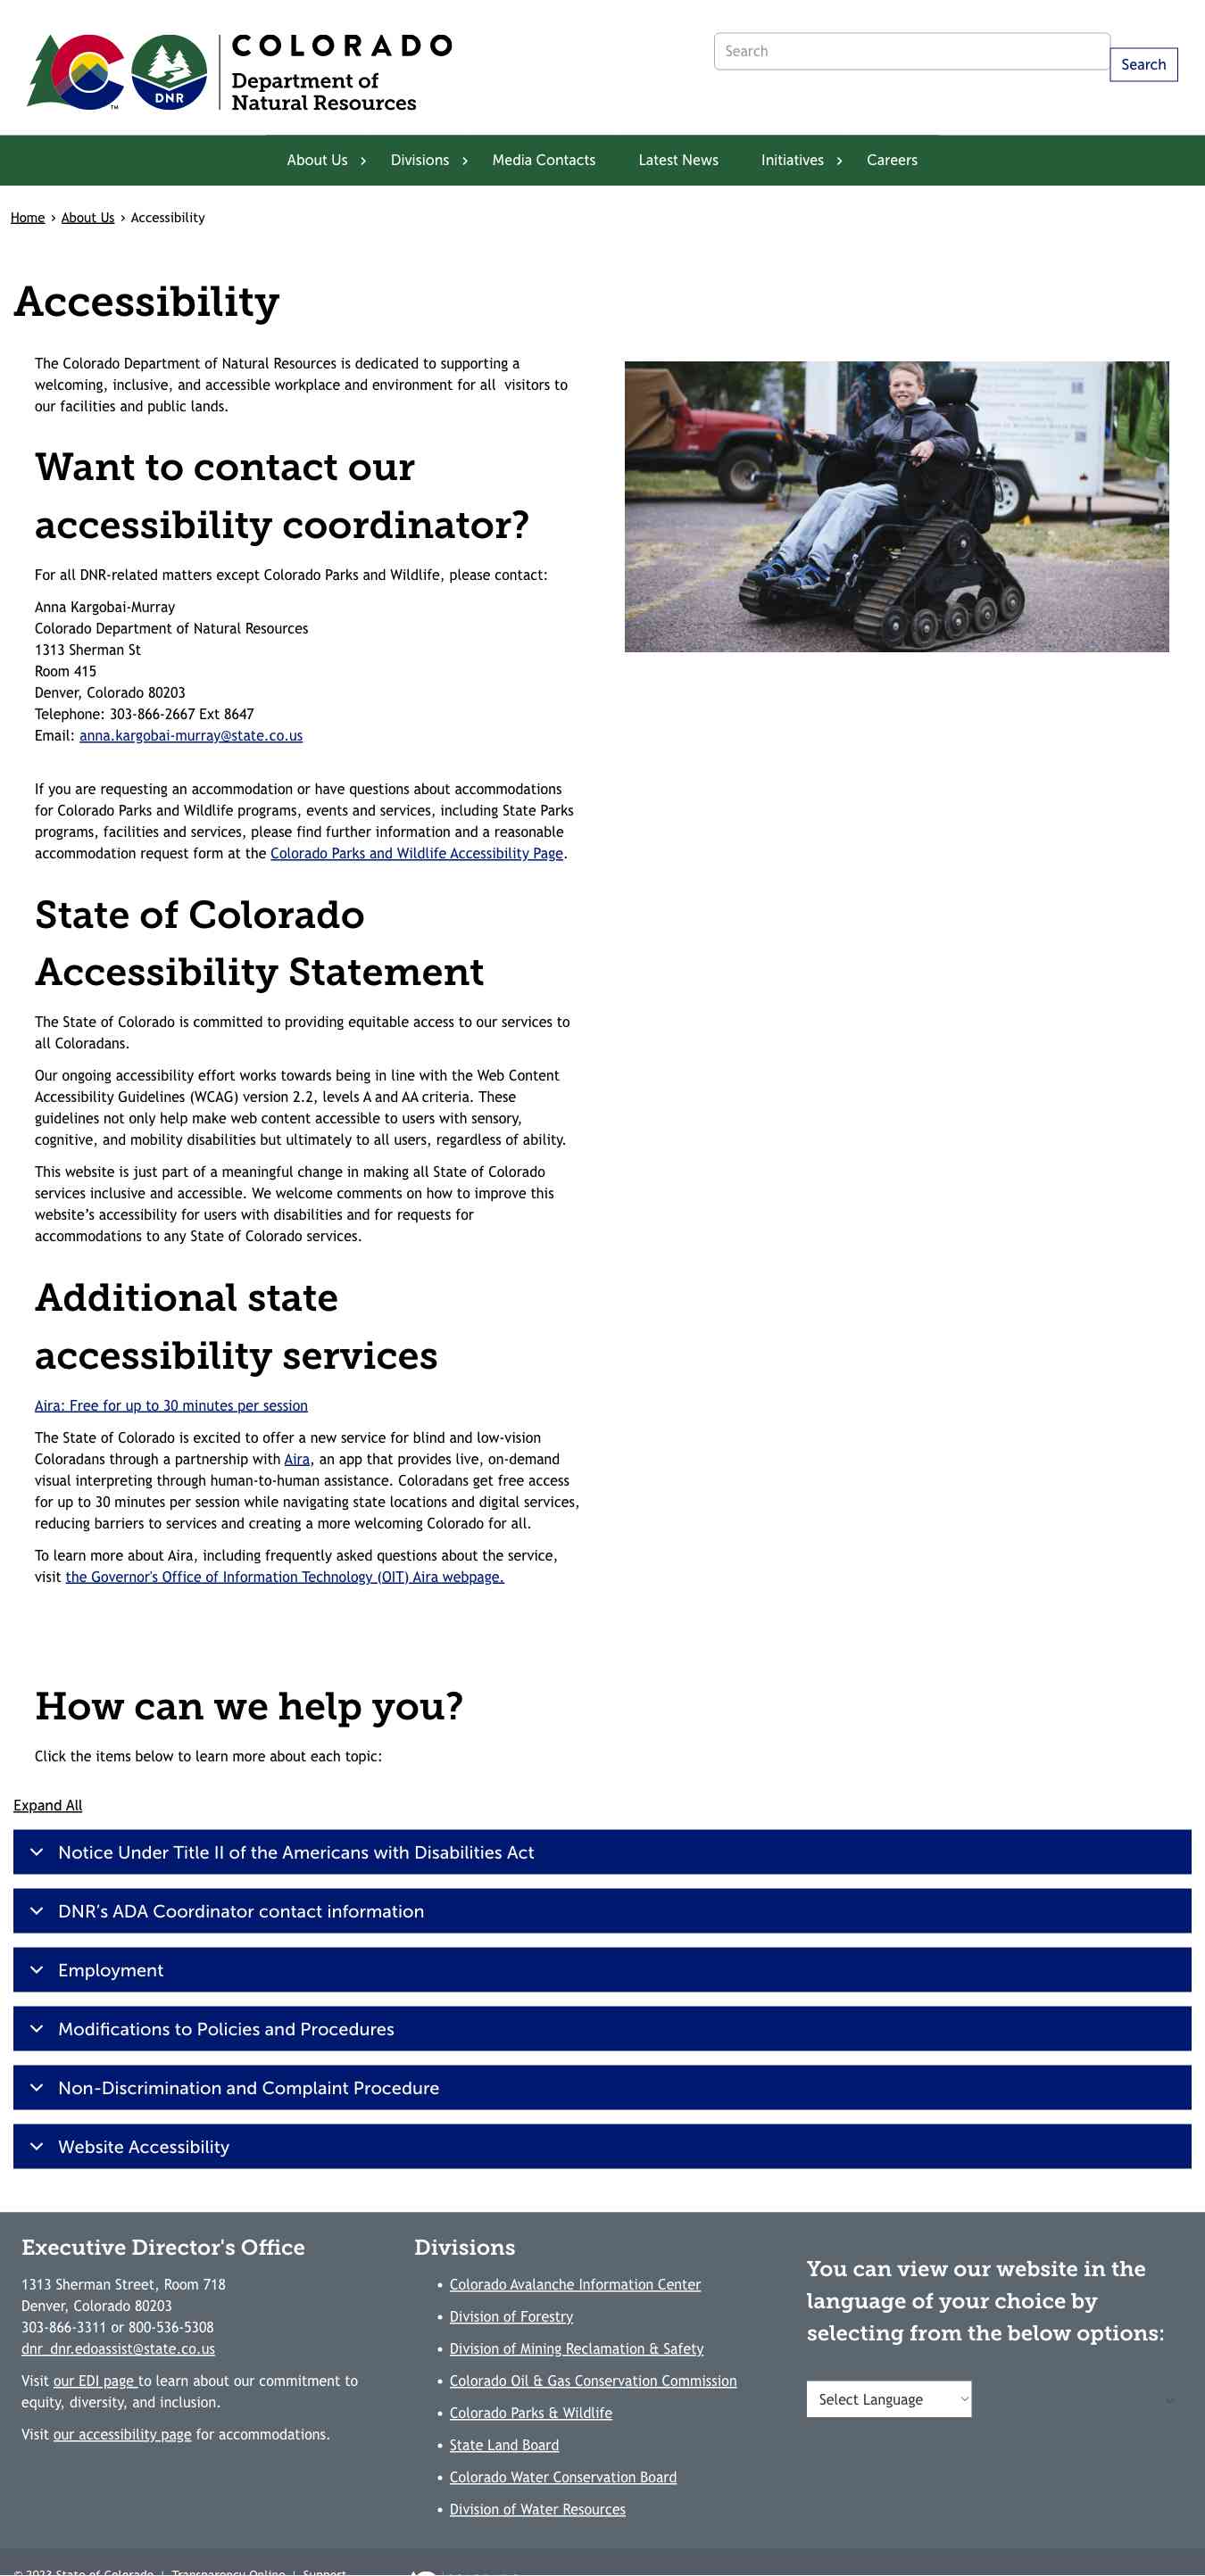 COLORADO
Department of
Natural Resources
DNR
TM
Search
Search
About Us
Divisions
Media Contacts
Latest News
Initiatives
Careers
Home › About Us › Accessibility
Accessibility
The Colorado Department of Natural Resources is dedicated to supporting a
welcoming, inclusive, and accessible workplace and environment for all visitors to
our facilities and public lands.
Want to contact our
accessibility coordinator?
For all DNR-related matters except Colorado Parks and Wildlife, please contact:
Anna Kargobai-Murray
Colorado Department of Natural Resources
1313 Sherman St
Room 415
Denver, Colorado 80203
Telephone: 303-866-2667 Ext 8647
Email: anna.kargobai-murray@state.co.us
If you are requesting an accommodation or have questions about accommodations
for Colorado Parks and Wildlife programs, events and services, including State Parks
programs, facilities and services, please find further information and a reasonable
accommodation request form at the Colorado Parks and Wildlife Accessibility Page.
State of Colorado
Accessibility Statement
The State of Colorado is committed to providing equitable access to our services to
all Coloradans.
Our ongoing accessibility effort works towards being in line with the Web Content
Accessibility Guidelines (WCAG) version 2.2, levels A and AA criteria. These
guidelines not only help make web content accessible to users with sensory,
cognitive, and mobility disabilities but ultimately to all users, regardless of ability.
This website is just part of a meaningful change in making all State of Colorado
services inclusive and accessible. We welcome comments on how to improve this
website’s accessibility for users with disabilities and for requests for
accommodations to any State of Colorado services.
Additional state
accessibility services
Aira: Free for up to 30 minutes per session
The State of Colorado is excited to offer a new service for blind and low-vision
Coloradans through a partnership with Aira, an app that provides live, on-demand
visual interpreting through human-to-human assistance. Coloradans get free access
for up to 30 minutes per session while navigating state locations and digital services,
reducing barriers to services and creating a more welcoming Colorado for all.
To learn more about Aira, including frequently asked questions about the service,
visit the Governor's Office of Information Technology (OIT) Aira webpage.
How can we help you?
Click the items below to learn more about each topic:
Expand All
Notice Under Title II of the Americans with Disabilities Act
DNR’s ADA Coordinator contact information
Employment
Modifications to Policies and Procedures
Non-Discrimination and Complaint Procedure
Website Accessibility
Executive Director's Office
1313 Sherman Street, Room 718
Denver, Colorado 80203
303-866-3311 or 800-536-5308
dnr_dnr.edoassist@state.co.us
Visit our EDI page to learn about our commitment to
equity, diversity, and inclusion.
Visit our accessibility page for accommodations.
Divisions
• Colorado Avalanche Information Center
• Division of Forestry
• Division of Mining Reclamation & Safety
• Colorado Oil & Gas Conservation Commission
• Colorado Parks & Wildlife
• State Land Board
• Colorado Water Conservation Board
• Division of Water Resources
You can view our website in the
language of your choice by
selecting from the below options:
Select Language
© 2023 State of Colorado | Transparency Online | Support